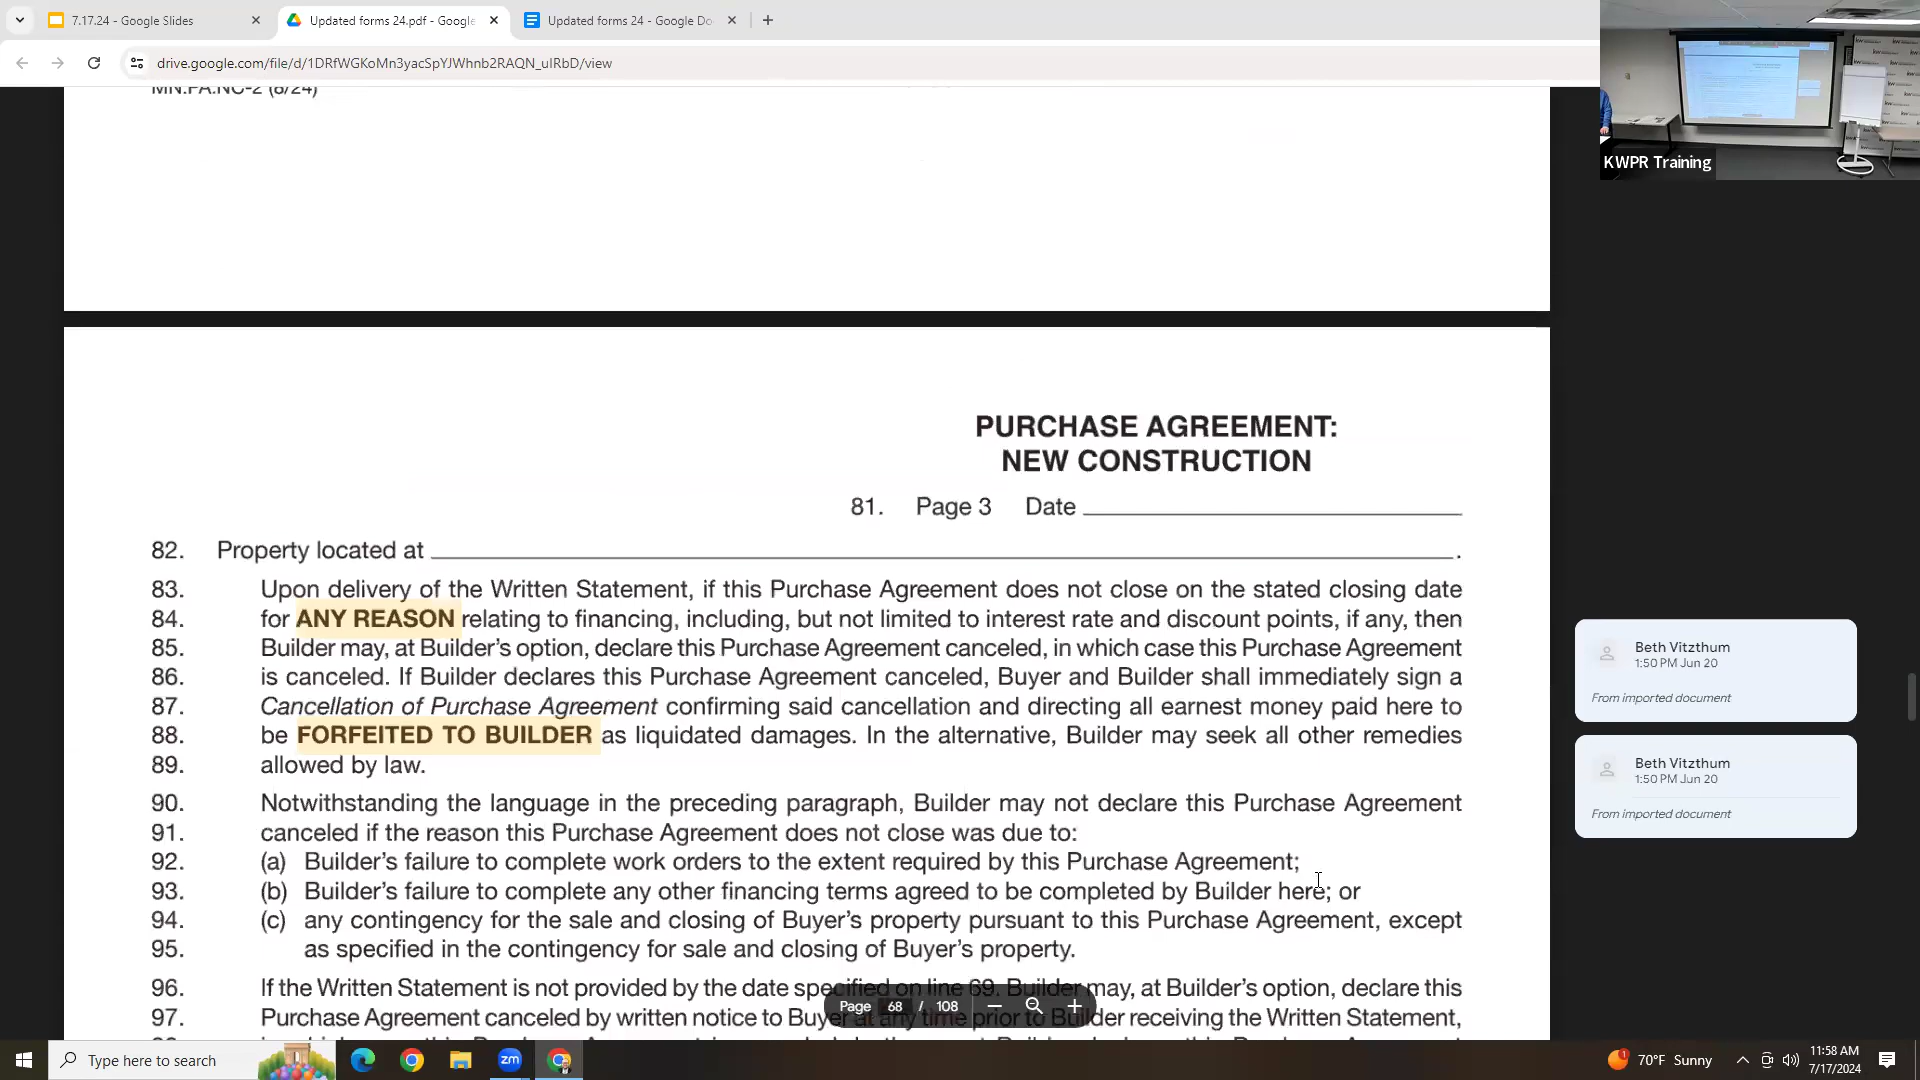 7.17.24 - Google Slides
Updated forms 24.pdf - Google
Updated forms 24 - Google Do
drive.google.com/file/d/1DRfWGKoMn3yacSpYJWhnb2RAQN_uIRbD/view
MN:PA:NC-2 (8/24)
KWPR Training
PURCHASE AGREEMENT:
NEW CONSTRUCTION
81. Page 3 Date
82. Property located at .
83. Upon delivery of the Written Statement, if this Purchase Agreement does not close on the stated closing date
84. for ANY REASON relating to financing, including, but not limited to interest rate and discount points, if any, then
85. Builder may, at Builder's option, declare this Purchase Agreement canceled, in which case this Purchase Agreement
86. is canceled. If Builder declares this Purchase Agreement canceled, Buyer and Builder shall immediately sign a
87. Cancellation of Purchase Agreement confirming said cancellation and directing all earnest money paid here to
88. be FORFEITED TO BUILDER as liquidated damages. In the alternative, Builder may seek all other remedies
89. allowed by law.
90. Notwithstanding the language in the preceding paragraph, Builder may not declare this Purchase Agreement
91. canceled if the reason this Purchase Agreement does not close was due to:
92. (a) Builder's failure to complete work orders to the extent required by this Purchase Agreement;
93. (b) Builder's failure to complete any other financing terms agreed to be completed by Builder here; or
94. (c) any contingency for the sale and closing of Buyer's property pursuant to this Purchase Agreement, except
95. as specified in the contingency for sale and closing of Buyer's property.
96. If the Written Statement is not provided by the date specified on line 69, Builder may, at Builder's option, declare this
97. Purchase Agreement canceled by written notice to Buyer at any time prior to Builder receiving the Written Statement,
Beth Vitzthum
1:50 PM Jun 20
From imported document
Beth Vitzthum
1:50 PM Jun 20
From imported document
Page 68 / 108
Type here to search
zm
70°F Sunny
11:58 AM
7/17/2024